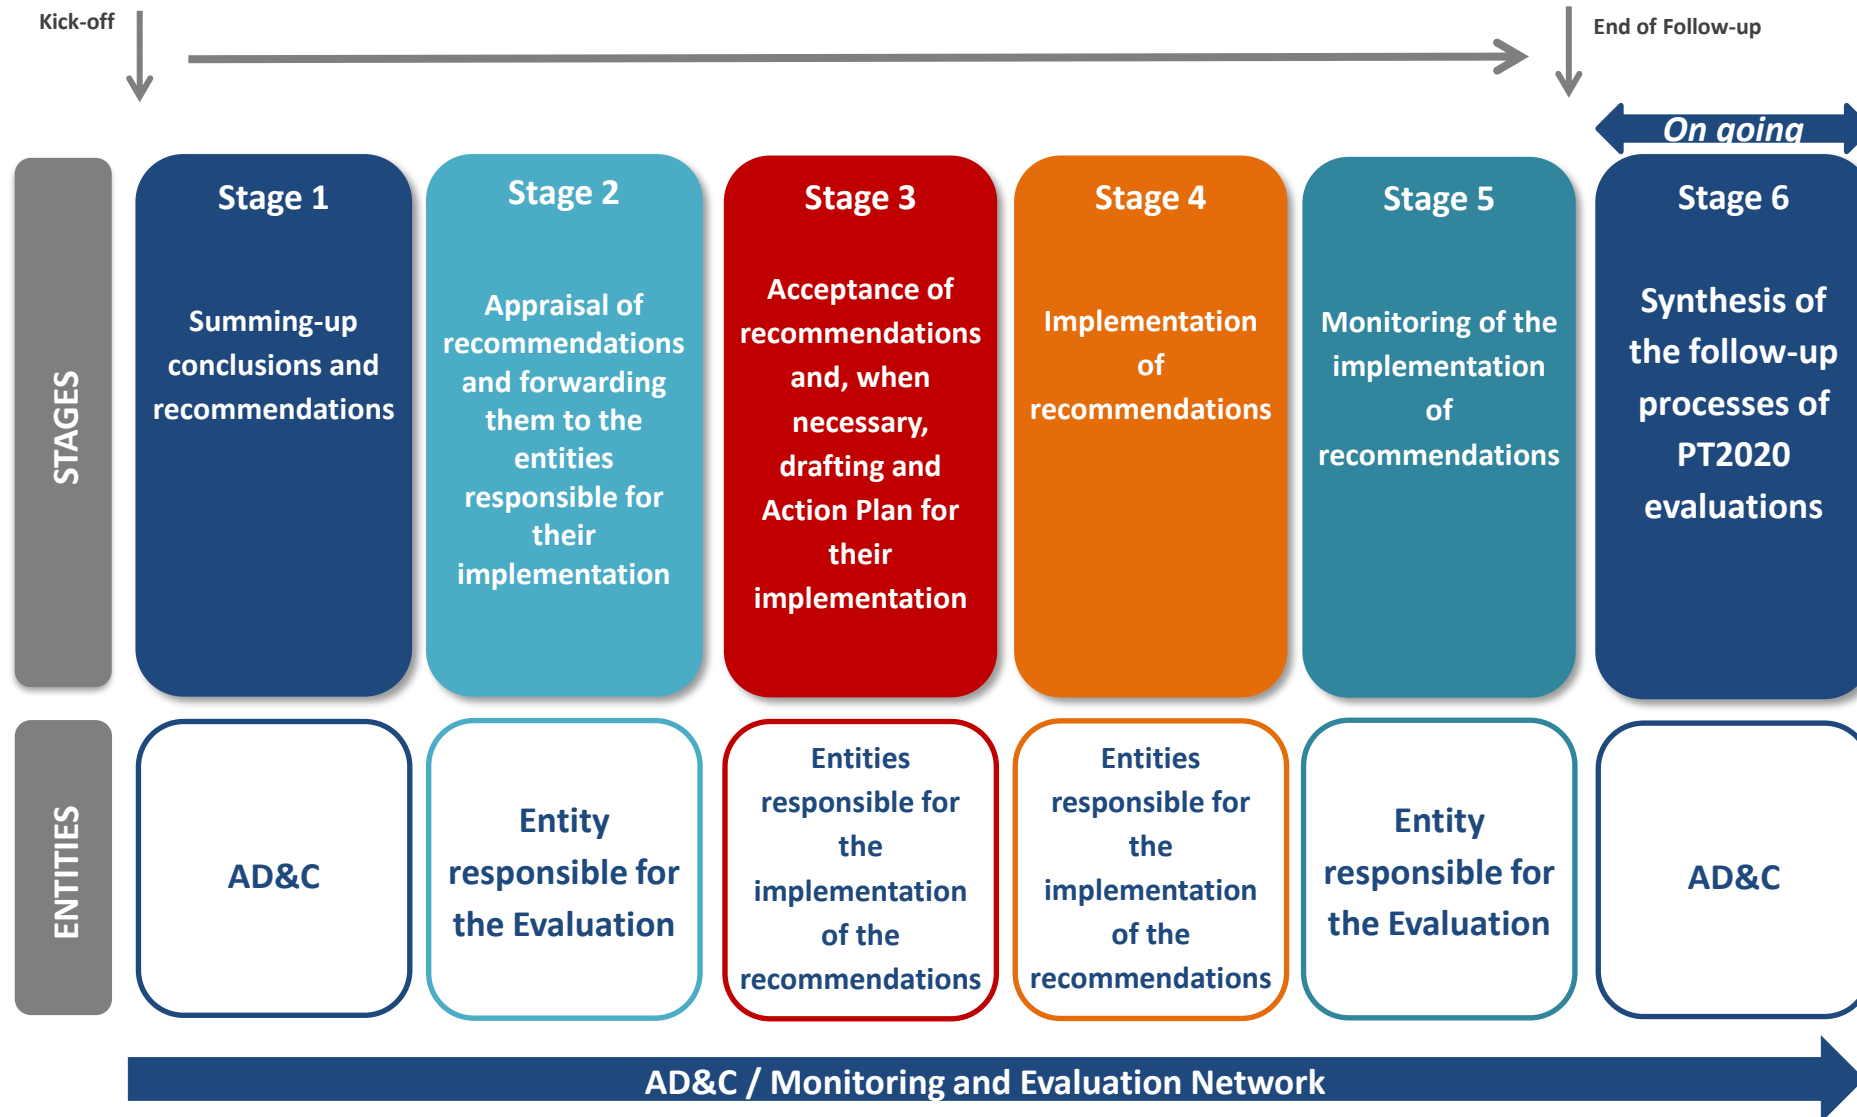 Kick-off
End of Follow-up
On going
STAGES
Stage 1
Summing-up
conclusions and
recommendations
Stage 2
Appraisal of
recommendations
and forwarding
them to the
entities
responsible for
their
implementation
Stage 3
Acceptance of
recommendations
and, when
necessary,
drafting and
Action Plan for
their
implementation
Stage 4
Implementation
of
recommendations
Stage 5
Monitoring of the
implementation
of
recommendations
Stage 6
Synthesis of
the follow-up
processes of
PT2020
evaluations
ENTITIES
AD&C
Entity
responsible for
the Evaluation
Entities
responsible for
the
implementation
of the
recommendations
Entities
responsible for
the
implementation
of the
recommendations
Entity
responsible for
the Evaluation
AD&C
AD&C / Monitoring and Evaluation Network